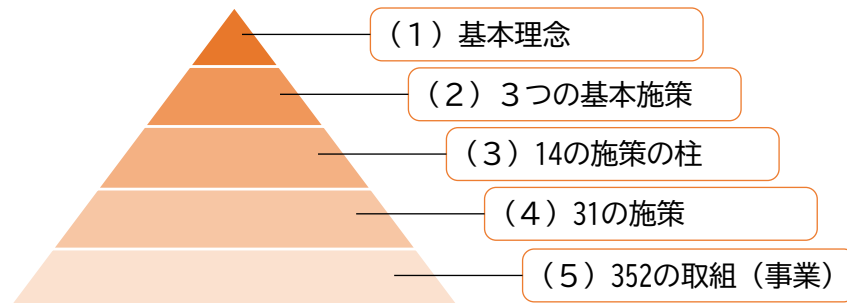 （１）基本理念
（２）３つの基本施策
（３）14の施策の柱
（４）31の施策
（５）352の取組（事業）